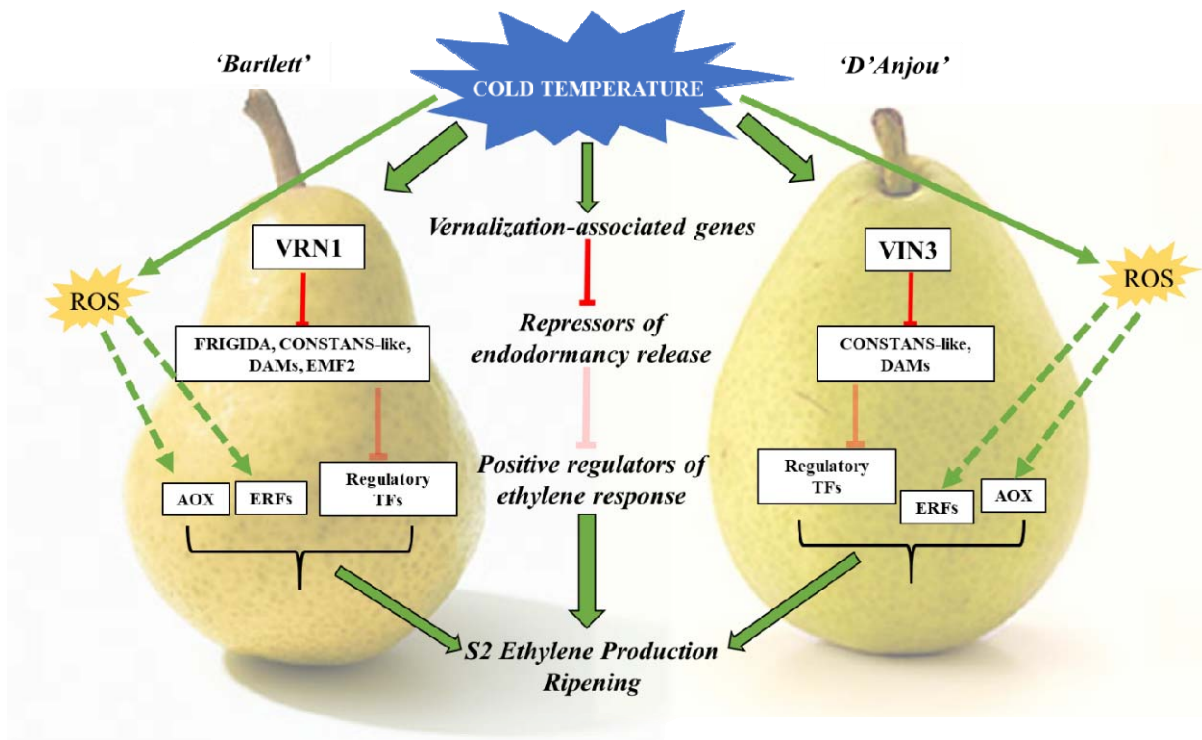 ‘Bartlett’
‘D’Anjou’
COLD TEMPERATURE
Vernalization-associated genes
VRN1
VIN3
ROS
ROS
Repressors of
endodormancy release
FRIGIDA, CONSTANS-like,
DAMs, EMF2
CONSTANS-like,
DAMs
Positive regulators of
ethylene response
AOX
ERFs
Regulatory
TFs
Regulatory
TFs
ERFs
AOX
S2 Ethylene Production
Ripening